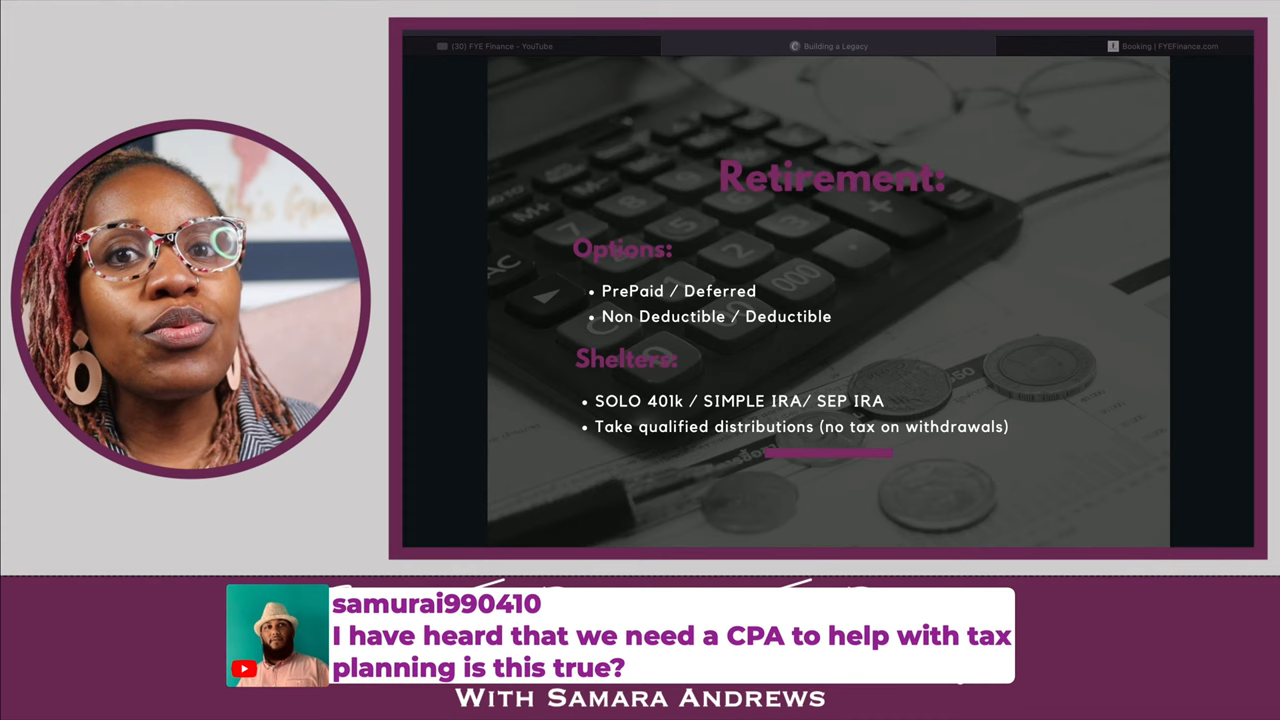 (30) FYE Finance - YouTube
Building a Legacy
Booking | FYEFinance.com
Retirement:
Options:
• PrePaid / Deferred
• Non Deductible / Deductible
Shelters:
• SOLO 401k / SIMPLE IRA/ SEP IRA
• Take qualified distributions (no tax on withdrawals)
samurai990410
I have heard that we need a CPA to help with tax
planning is this true?
WITH SAMARA ANDREWS